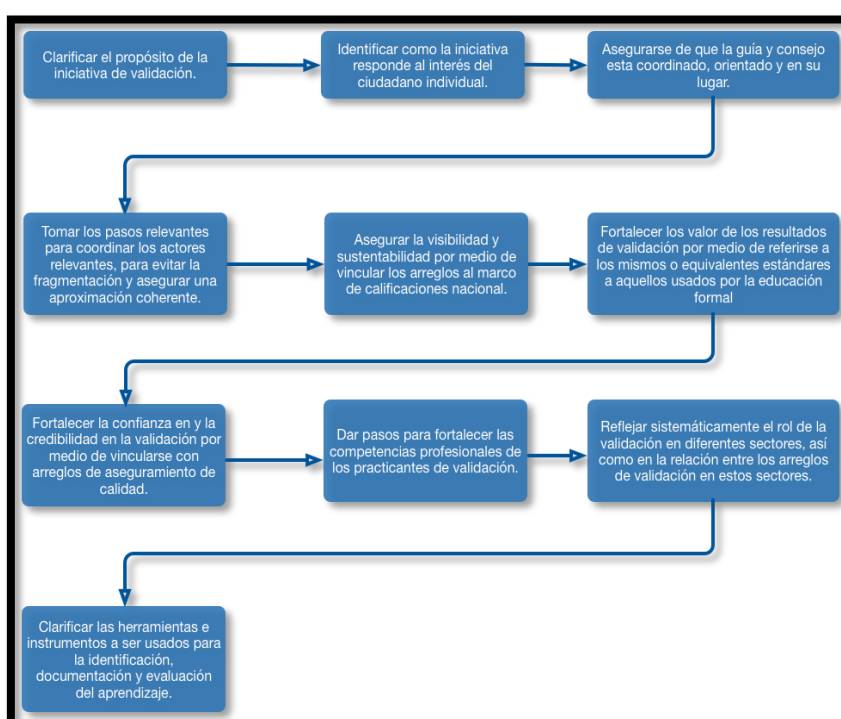 Clarificar el propósito de la
iniciativa de validación.
Identificar como la iniciativa
responde al interés del
ciudadano individual.
Asegurarse de que la guía y consejo
esta coordinado, orientado y en su
lugar.
Tomar los pasos relevantes
para coordinar los actores
relevantes, para evitar la
fragmentación y asegurar una
aproximación coherente.
Asegurar la visibilidad y
sustentabilidad por medio de
vincular los arreglos al marco
de calificaciones nacional.
Fortalecer los valor de los resultados
de validación por medio de referirse a
los mismos o equivalentes estándares
a aquellos usados por la educación
formal
Fortalecer la confianza en y la
credibilidad en la validación por
medio de vincularse con
arreglos de aseguramiento de
calidad.
Dar pasos para fortalecer las
competencias profesionales de
los practicantes de validación.
Reflejar sistemáticamente el rol de la
validación en diferentes sectores, así
como en la relación entre los arreglos
de validación en estos sectores.
Clarificar las herramientas e
instrumentos a ser usados para
la identificación,
documentación y evaluación
del aprendizaje.